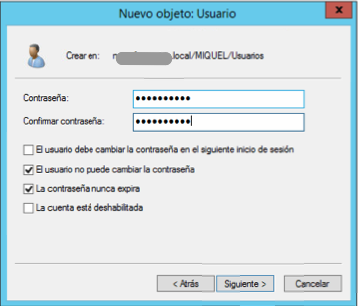 Nuevo objeto: Usuario
Crear en: .local/MIQUEL/Usuarios
Contraseña: ●●●●●●●●●●
Confirmar contraseña: ●●●●●●●●●●
El usuario debe cambiar la contraseña en el siguiente inicio de sesión
El usuario no puede cambiar la contraseña
La contraseña nunca expira
La cuenta está deshabilitada
< Atrás Siguiente > Cancelar